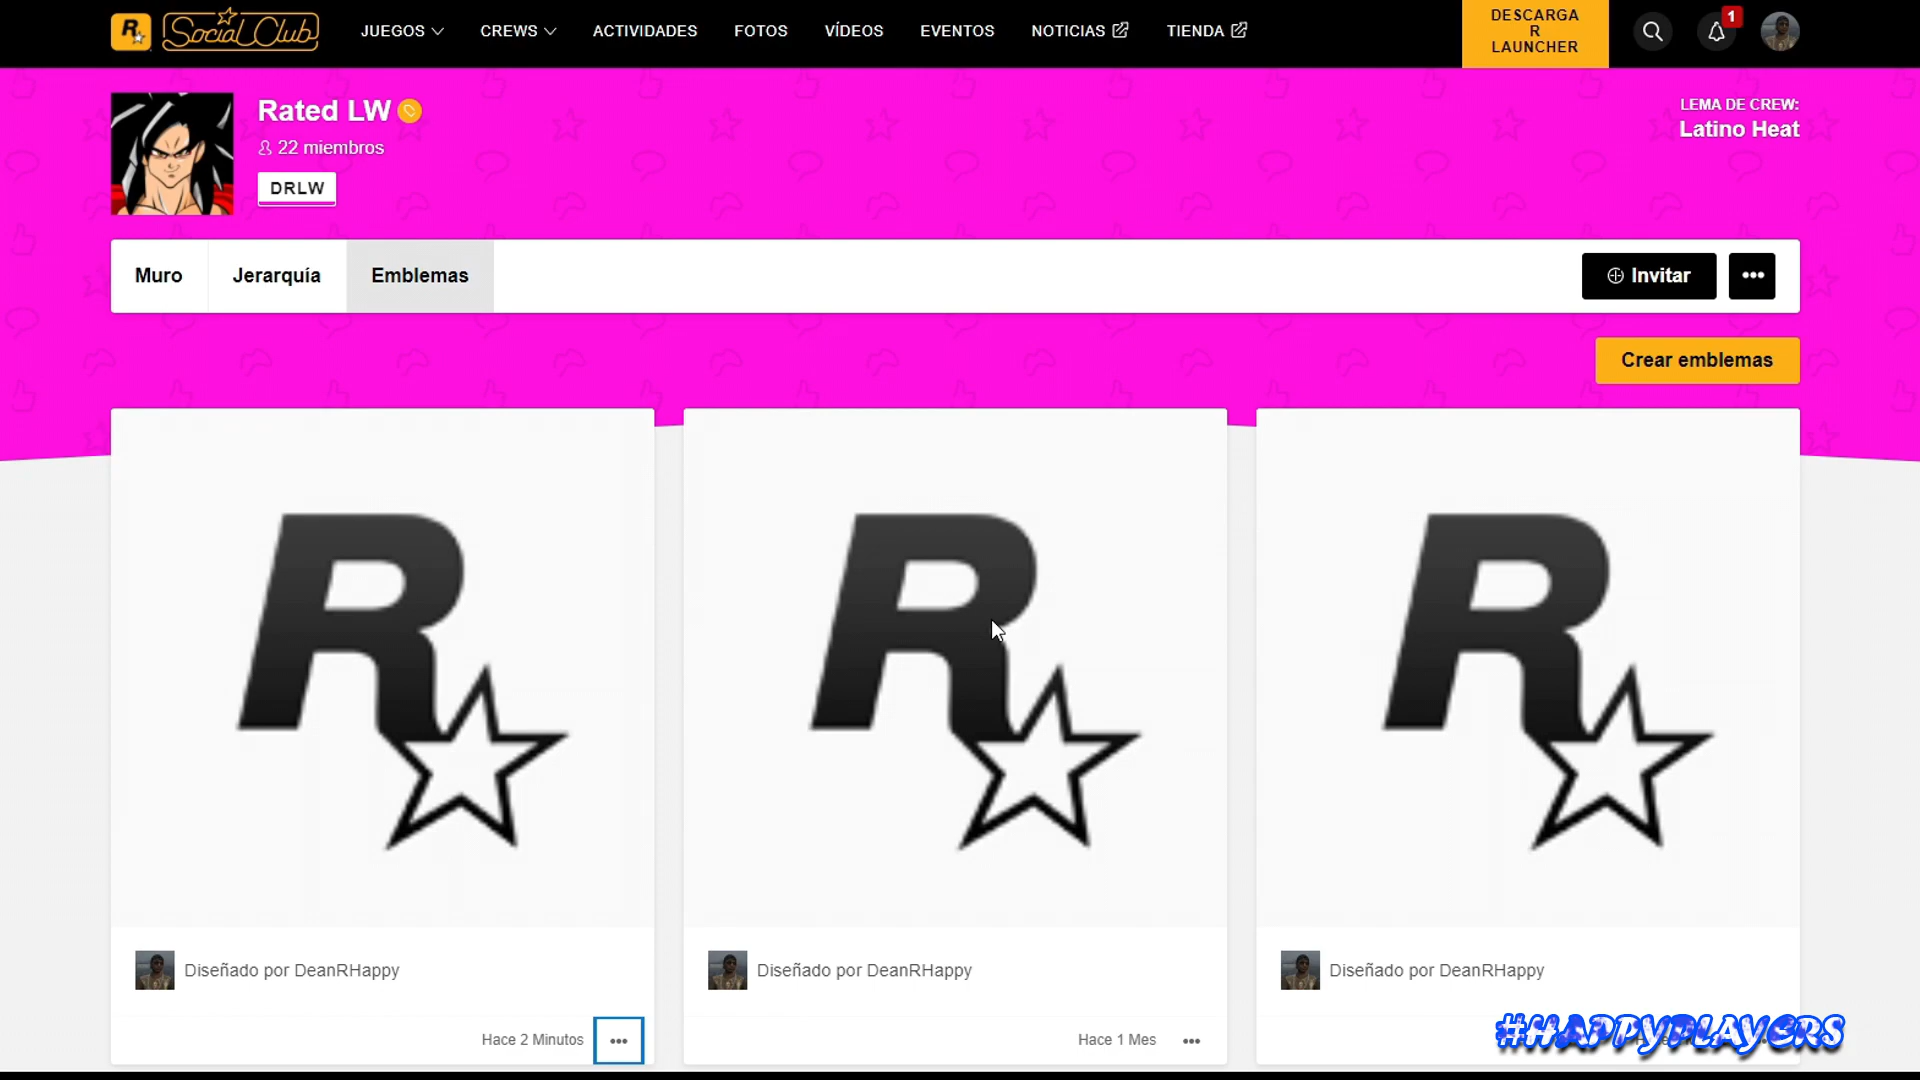 R
Social Club
JUEGOS
CREWS
ACTIVIDADES
FOTOS
VÍDEOS
EVENTOS
NOTICIAS
TIENDA
DESCARGA
R
LAUNCHER
1
Rated LW
22 miembros
DRLW
LEMA DE CREW:
Latino Heat
Muro
Jerarquía
Emblemas
Invitar
Crear emblemas
R
R
R
Diseñado por DeanRHappy
Diseñado por DeanRHappy
Diseñado por DeanRHappy
Hace 2 Minutos
Hace 1 Mes
#HAPPYPLAYERS